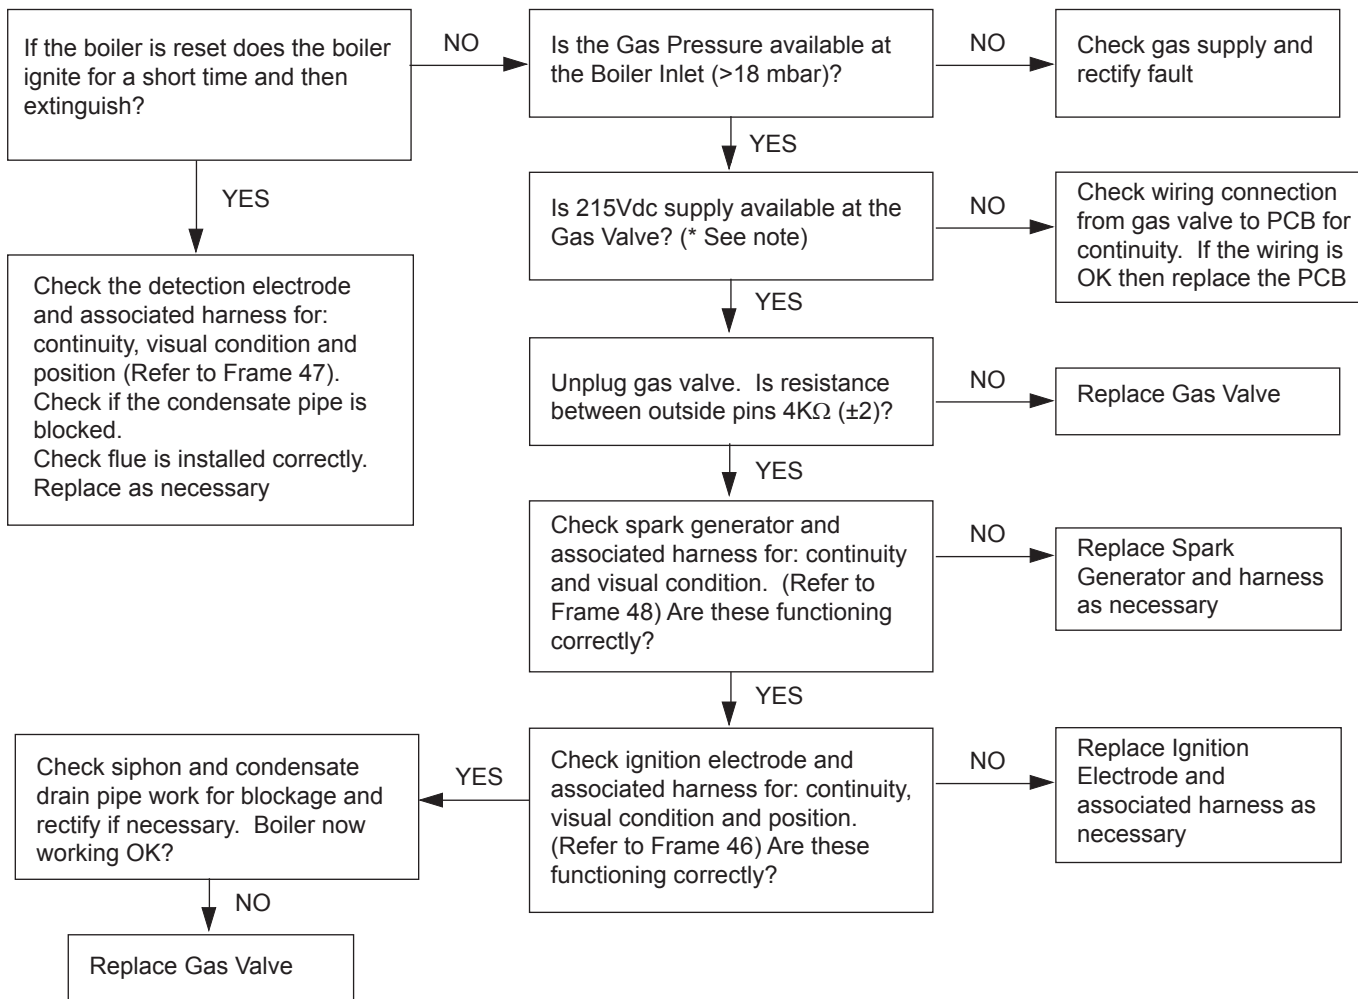 If the boiler is reset does the boiler
ignite for a short time and then
extinguish?
NO
Is the Gas Pressure available at
the Boiler Inlet (>18 mbar)?
NO
Check gas supply and
rectify fault
YES
YES
Check the detection electrode
and associated harness for:
continuity, visual condition and
position (Refer to Frame 47).
Check if the condensate pipe is
blocked.
Check flue is installed correctly.
Replace as necessary
Is 215Vdc supply available at the
Gas Valve? (* See note)
NO
Check wiring connection
from gas valve to PCB for
continuity.  If the wiring is
OK then replace the PCB
YES
Unplug gas valve.  Is resistance
between outside pins 4KΩ (±2)?
NO
Replace Gas Valve
YES
Check spark generator and
associated harness for: continuity
and visual condition.  (Refer to
Frame 48) Are these functioning
correctly?
NO
Replace Spark
Generator and harness
as necessary
YES
Check ignition electrode and
associated harness for: continuity,
visual condition and position.
(Refer to Frame 46) Are these
functioning correctly?
NO
Replace Ignition
Electrode and
associated harness as
necessary
YES
Check siphon and condensate
drain pipe work for blockage and
rectify if necessary.  Boiler now
working OK?
NO
Replace Gas Valve